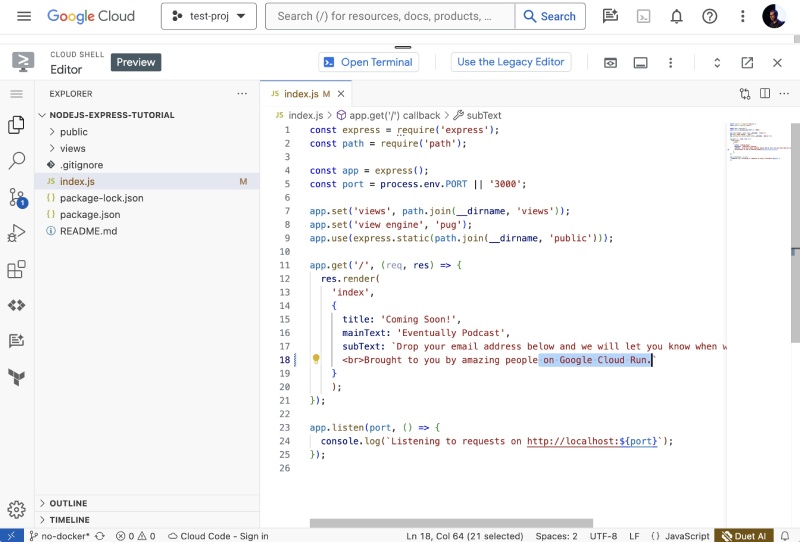 Google Cloud
test-proj
Search (/) for resources, docs, products, ...
Search
CLOUD SHELL
Editor
Preview
Open Terminal
Use the Legacy Editor
EXPLORER
NODEJS-EXPRESS-TUTORIAL
public
views
.gitignore
JS index.js M
{} package-lock.json
{} package.json
README.md
OUTLINE
TIMELINE
JS index.js M
JS index.js > app.get('/') callback > subText
1 const express = require('express');
2 const path = require('path');
3
4 const app = express();
5 const port = process.env.PORT || '3000';
6
7 app.set('views', path.join(__dirname, 'views'));
8 app.set('view engine', 'pug');
9 app.use(express.static(path.join(__dirname, 'public')));
10
11 app.get('/', (req, res) => {
12 res.render(
13 'index',
14 {
15 title: 'Coming Soon!',
16 mainText: 'Eventually Podcast',
17 subText: `Drop your email address below and we will let you know when w
18 <br>Brought to you by amazing people on Google Cloud Run.`
19 }
20 );
21 });
22
23 app.listen(port, () => {
24 console.log(`Listening to requests on http://localhost:${port}`);
25 });
26
1
no-docker*
0
0
Cloud Code - Sign in
Ln 18, Col 64 (21 selected)
Spaces: 2
UTF-8
LF
{} JavaScript
Duet AI